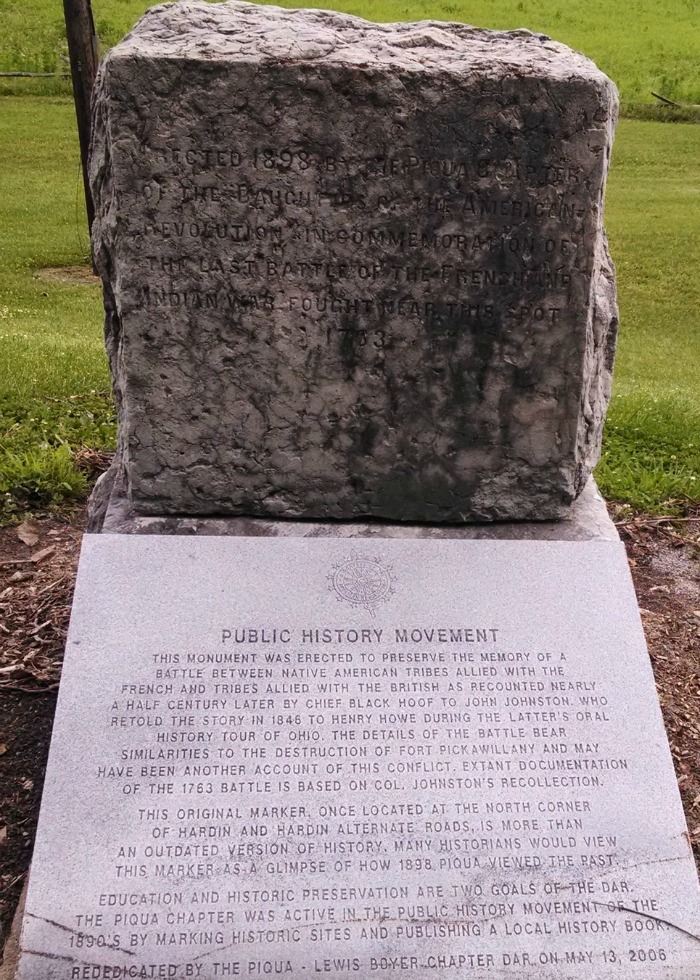 ERECTED 1898 BY THE PIQUA CHAPTER
OF THE DAUGHTERS OF THE AMERICAN
REVOLUTION IN COMMEMORATION OF
THE LAST BATTLE OF THE FRENCH AND
INDIAN WAR FOUGHT NEAR THIS SPOT
1763
PUBLIC HISTORY MOVEMENT
THIS MONUMENT WAS ERECTED TO PRESERVE THE MEMORY OF A
BATTLE BETWEEN NATIVE AMERICAN TRIBES ALLIED WITH THE
FRENCH AND TRIBES ALLIED WITH THE BRITISH AS RECOUNTED NEARLY
A HALF CENTURY LATER BY CHIEF BLACK HOOF TO JOHN JOHNSTON. WHO
RETOLD THE STORY IN 1846 TO HENRY HOWE DURING THE LATTER'S ORAL
HISTORY TOUR OF OHIO. THE DETAILS OF THE BATTLE BEAR
SIMILARITIES TO THE DESTRUCTION OF FORT PICKAWILLANY AND MAY
HAVE BEEN ANOTHER ACCOUNT OF THIS CONFLICT. EXTANT DOCUMENTATION
OF THE 1763 BATTLE IS BASED ON COL. JOHNSTON'S RECOLLECTION.
THIS ORIGINAL MARKER, ONCE LOCATED AT THE NORTH CORNER
OF HARDIN AND HARDIN ALTERNATE ROADS, IS MORE THAN
AN OUTDATED VERSION OF HISTORY. MANY HISTORIANS WOULD VIEW
THIS MARKER AS A GLIMPSE OF HOW 1898 PIQUA VIEWED THE PAST.
EDUCATION AND HISTORIC PRESERVATION ARE TWO GOALS OF THE DAR.
THE PIQUA CHAPTER WAS ACTIVE IN THE PUBLIC HISTORY MOVEMENT OF THE
1890'S BY MARKING HISTORIC SITES AND PUBLISHING A LOCAL HISTORY BOOK.
REDEDICATED BY THE PIQUA - LEWIS BOYER CHAPTER DAR ON MAY 13, 2006